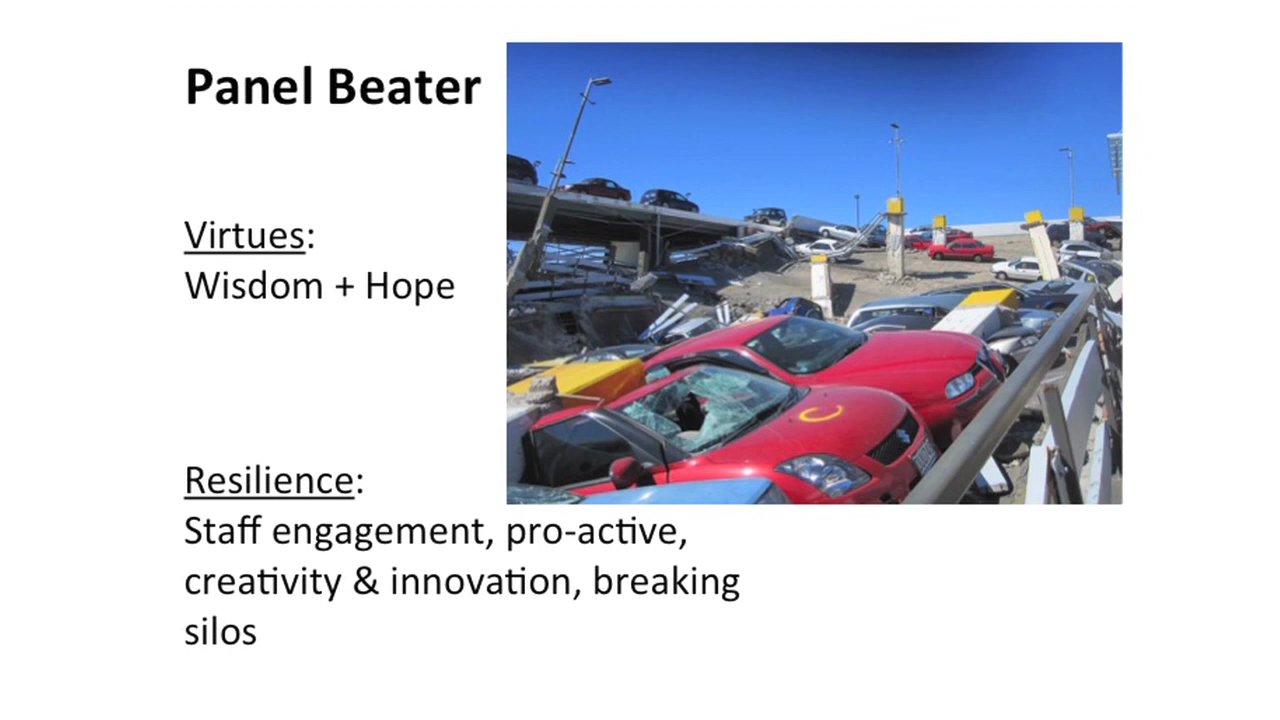 Panel Beater
Virtues:
Wisdom + Hope
Resilience:
Staff engagement, pro-active,
creativity & innovation, breaking
silos